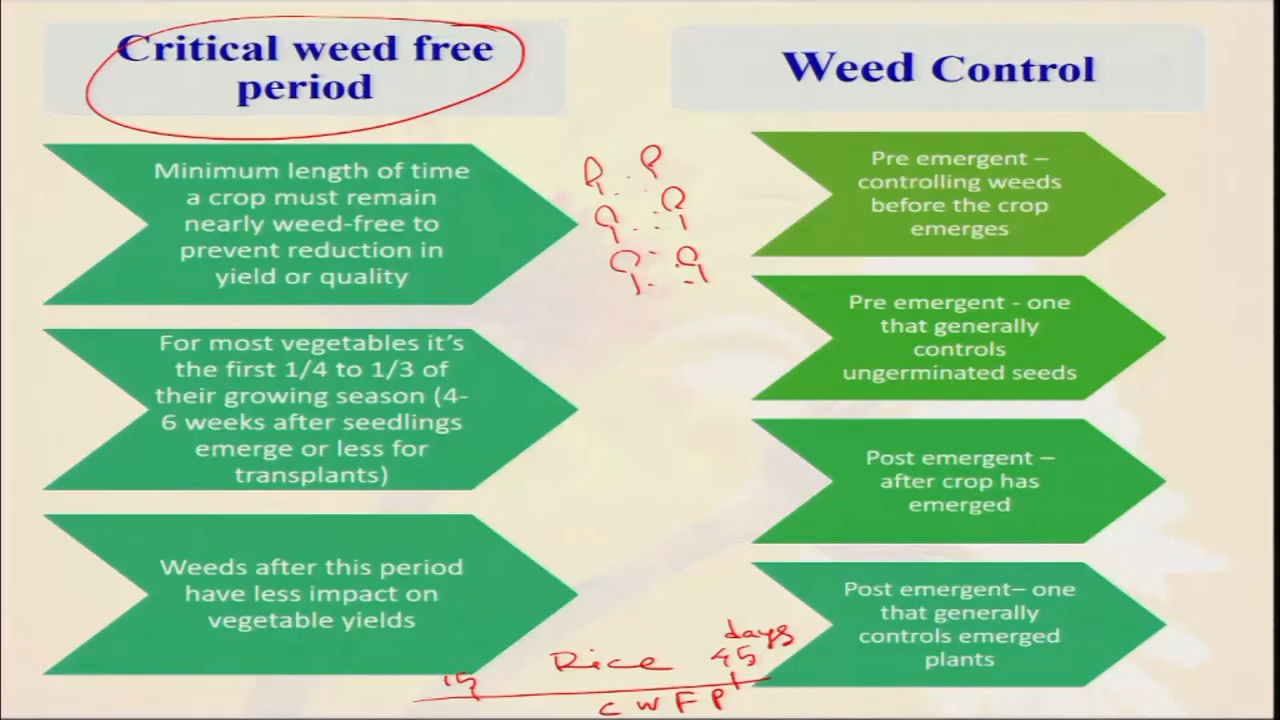 Critical weed free
period
Minimum length of time
a crop must remain
nearly weed-free to
prevent reduction in
yield or quality
For most vegetables it's
the first 1/4 to 1/3 of
their growing season (4-
6 weeks after seedlings
emerge or less for
transplants)
Weeds after this period
have less impact on
vegetable yields
Weed Control
Pre emergent –
controlling weeds
before the crop
emerges
Pre emergent - one
that generally
controls
ungerminated seeds
Post emergent –
after crop has
emerged
Post emergent– one
that generally
controls emerged
plants
days
15 Rice 45
C W F P